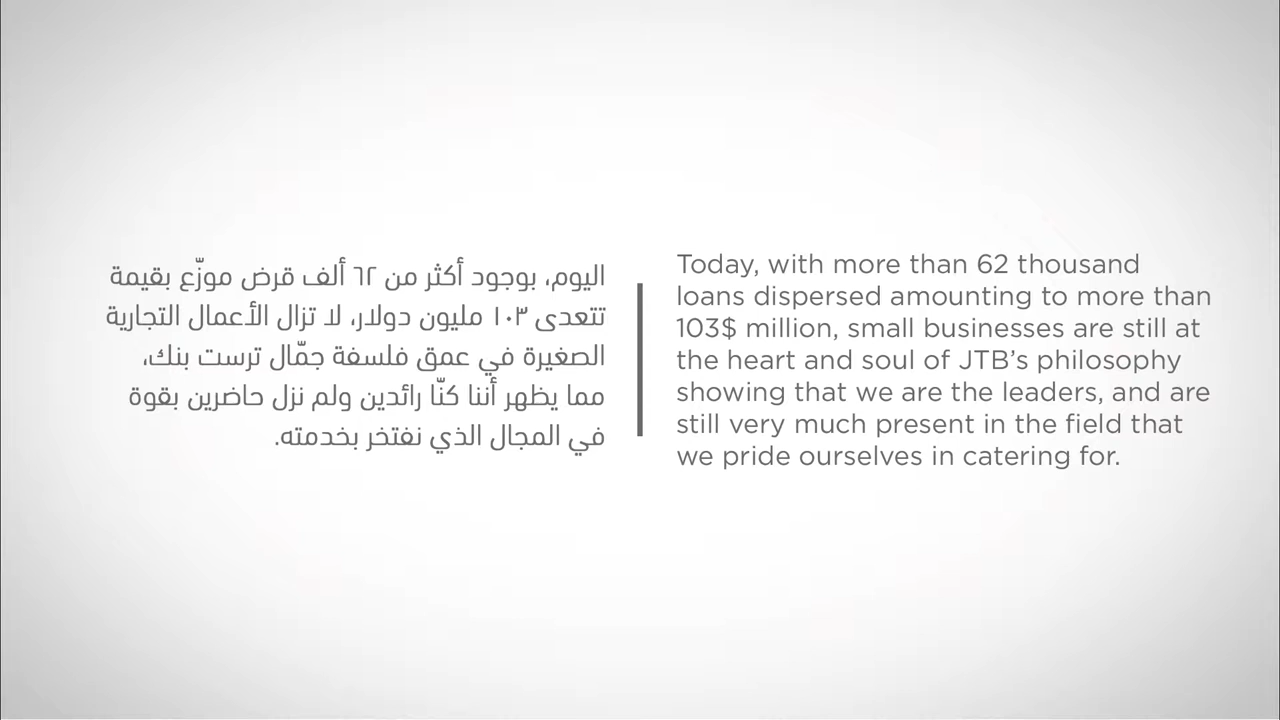 اليوم، بوجود أكثر من ٦٢ ألف قرض موزّع بقيمة
تتعدى ١٠٣ مليون دولار، لا تزال الأعمال التجارية
الصغيرة في عمق فلسفة جمّال ترست بنك،
مما يظهر أننا كنّا رائدين ولم نزل حاضرين بقوة
في المجال الذي نفتخر بخدمته.
Today, with more than 62 thousand
loans dispersed amounting to more than
103$ million, small businesses are still at
the heart and soul of JTB’s philosophy
showing that we are the leaders, and are
still very much present in the field that
we pride ourselves in catering for.